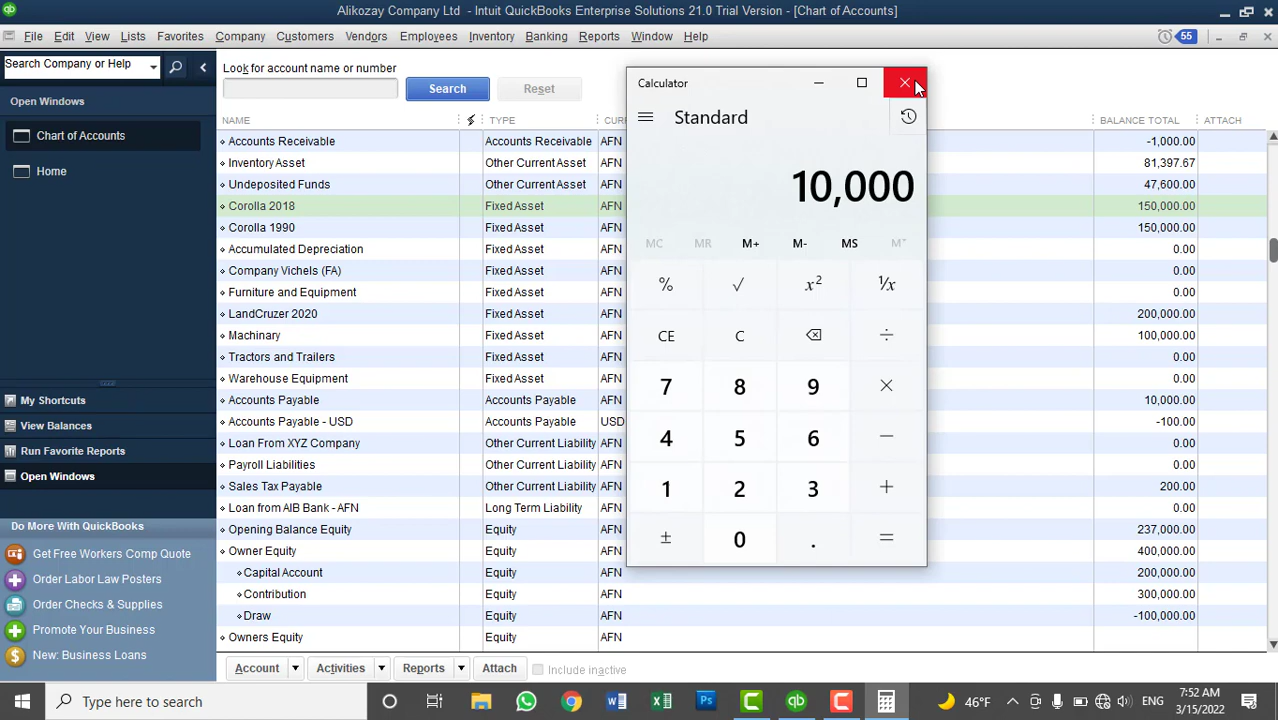 Alikozay Company Ltd - Intuit QuickBooks Enterprise Solutions 21.0 Trial Version - [Chart of Accounts]
File Edit View Lists Favorites Company Customers Vendors Employees Inventory Banking Reports Window Help 55
Search Company or Help
Open Windows
Chart of Accounts
Home
My Shortcuts
View Balances
Run Favorite Reports
Open Windows
Do More With QuickBooks
Get Free Workers Comp Quote
Order Labor Law Posters
Order Checks & Supplies
Promote Your Business
New: Business Loans
Look for account name or number
Search Reset
NAME TYPE CURR BALANCE TOTAL ATTACH
Accounts Receivable Accounts Receivable AFN -1,000.00
Inventory Asset Other Current Asset AFN 81,397.67
Undeposited Funds Other Current Asset AFN 47,600.00
Corolla 2018 Fixed Asset AFN 150,000.00
Corolla 1990 Fixed Asset AFN 150,000.00
Accumulated Depreciation Fixed Asset AFN 0.00
Company Vichels (FA) Fixed Asset AFN 0.00
Furniture and Equipment Fixed Asset AFN 0.00
LandCruzer 2020 Fixed Asset AFN 200,000.00
Machinary Fixed Asset AFN 100,000.00
Tractors and Trailers Fixed Asset AFN 0.00
Warehouse Equipment Fixed Asset AFN 0.00
Accounts Payable Accounts Payable AFN 10,000.00
Accounts Payable - USD Accounts Payable USD -100.00
Loan From XYZ Company Other Current Liability AFN 0.00
Payroll Liabilities Other Current Liability AFN 0.00
Sales Tax Payable Other Current Liability AFN 200.00
Loan from AIB Bank - AFN Long Term Liability AFN 0.00
Opening Balance Equity Equity AFN 237,000.00
Owner Equity Equity AFN 400,000.00
Capital Account Equity AFN 200,000.00
Contribution Equity AFN 300,000.00
Draw Equity AFN -100,000.00
Owners Equity Equity AFN
Account Activities Reports Attach Include inactive
Calculator
Standard
10,000
MC MR M+ M- MS M˅
% √ x² ⅟x
CE C ⌫ ÷
7 8 9 ×
4 5 6 −
1 2 3 +
± 0 . =
Type here to search 46°F ENG 7:52 AM
3/15/2022